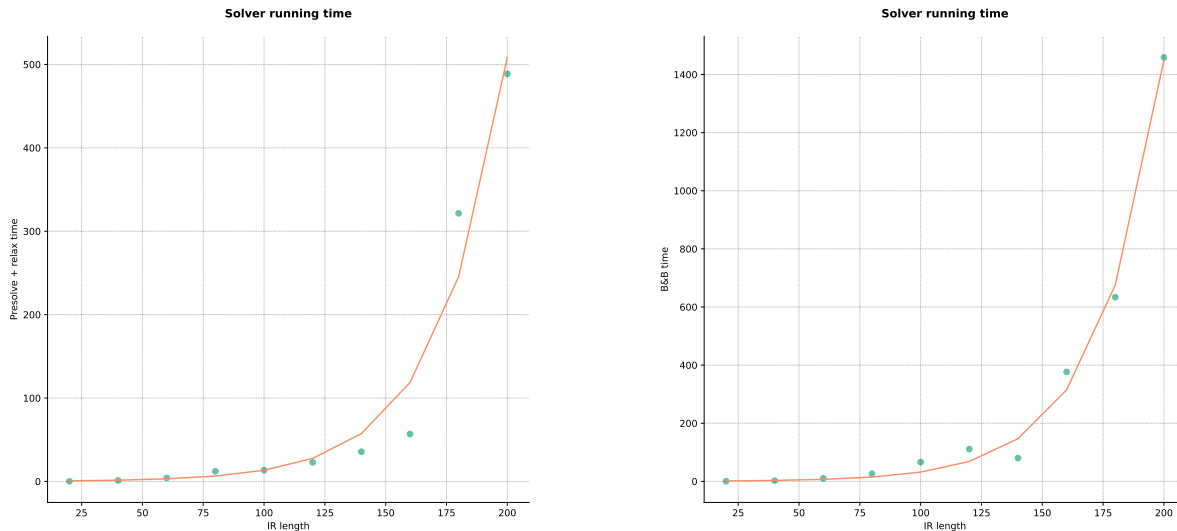 Solver running time
Presolve + relax time
500
400
300
200
100
0
25 50 75 100 125 150 175 200
IR length
Solver running time
B&B time
1400
1200
1000
800
600
400
200
0
25 50 75 100 125 150 175 200
IR length